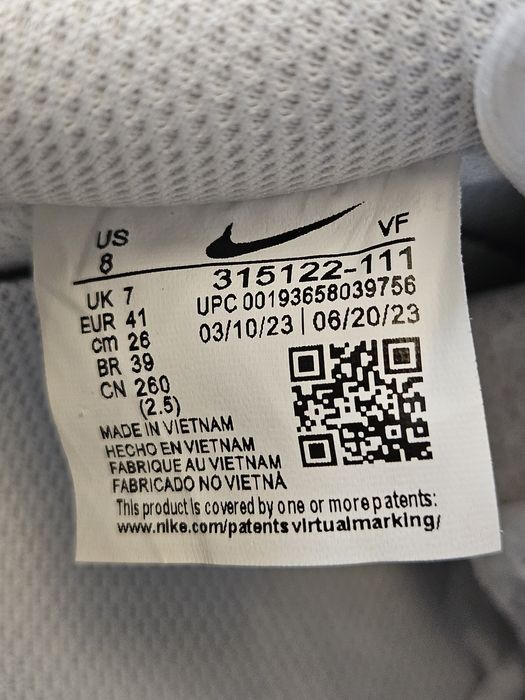 US
8
VF
315122-111
UPC 00193658039756
03/10/23 | 06/20/23
UK 7
EUR 41
cm 26
BR 39
CN 260
(2.5)
MADE IN VIETNAM
HECHO EN VIETNAM
FABRIQUE AU VIETNAM
FABRICADO NO VIETNÃ
This product is covered by one or more patents:
www.nike.com/patents virtualmarking/